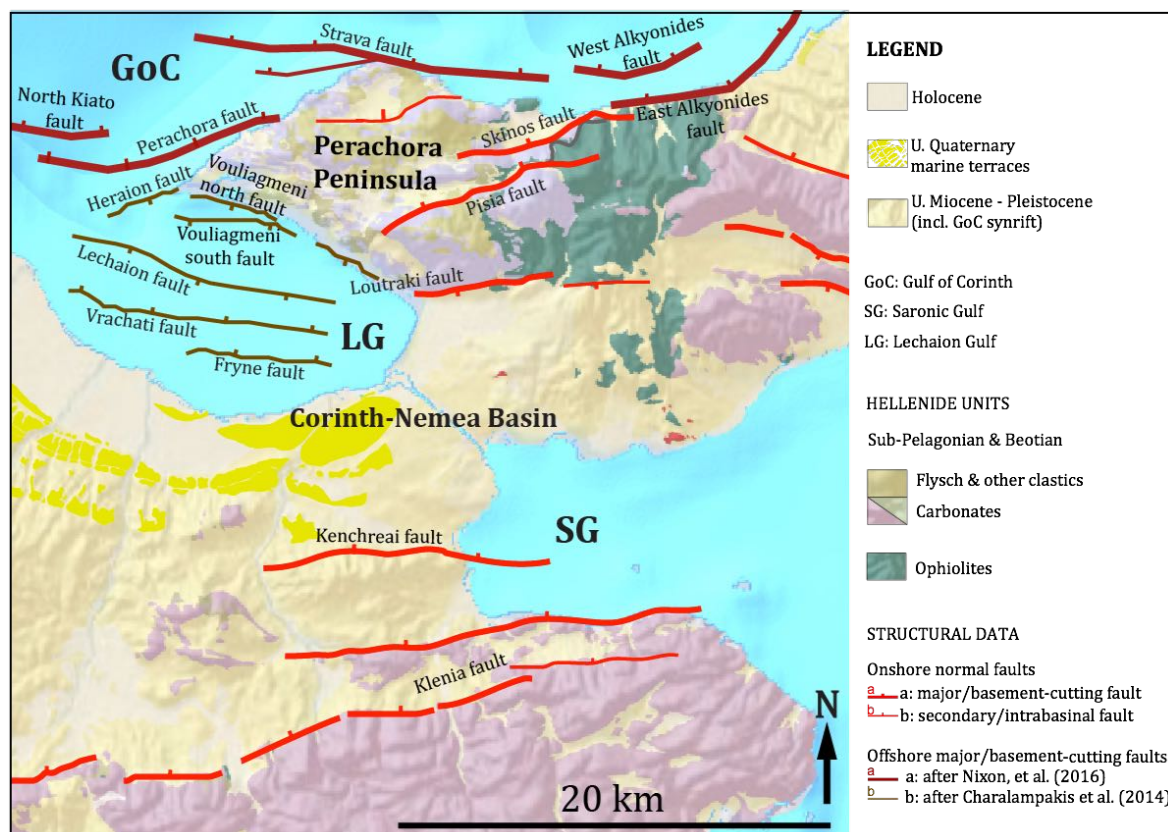 Strava fault
West Alkyonides
fault
GoC
North Kiato
fault
Perachora fault
Skinos fault
East Alkyonides
fault
Perachora
Peninsula
Heraion fault
Vouliagmeni
north fault
Pisia fault
Vouliagmeni
south fault
Lechaion fault
Loutraki fault
Vrachati fault
LG
Fryne fault
Corinth-Nemea Basin
Kenchreai fault
SG
Klenia fault
N
20 km
LEGEND
Holocene
U. Quaternary
marine terraces
U. Miocene - Pleistocene
(incl. GoC synrift)
GoC: Gulf of Corinth
SG: Saronic Gulf
LG: Lechaion Gulf
HELLENIDE UNITS
Sub-Pelagonian & Beotian
Flysch & other clastics
Carbonates
Ophiolites
STRUCTURAL DATA
Onshore normal faults
a a: major/basement-cutting fault
b b: secondary/intrabasinal fault
Offshore major/basement-cutting faults
a a: after Nixon, et al. (2016)
b b: after Charalampakis et al. (2014)